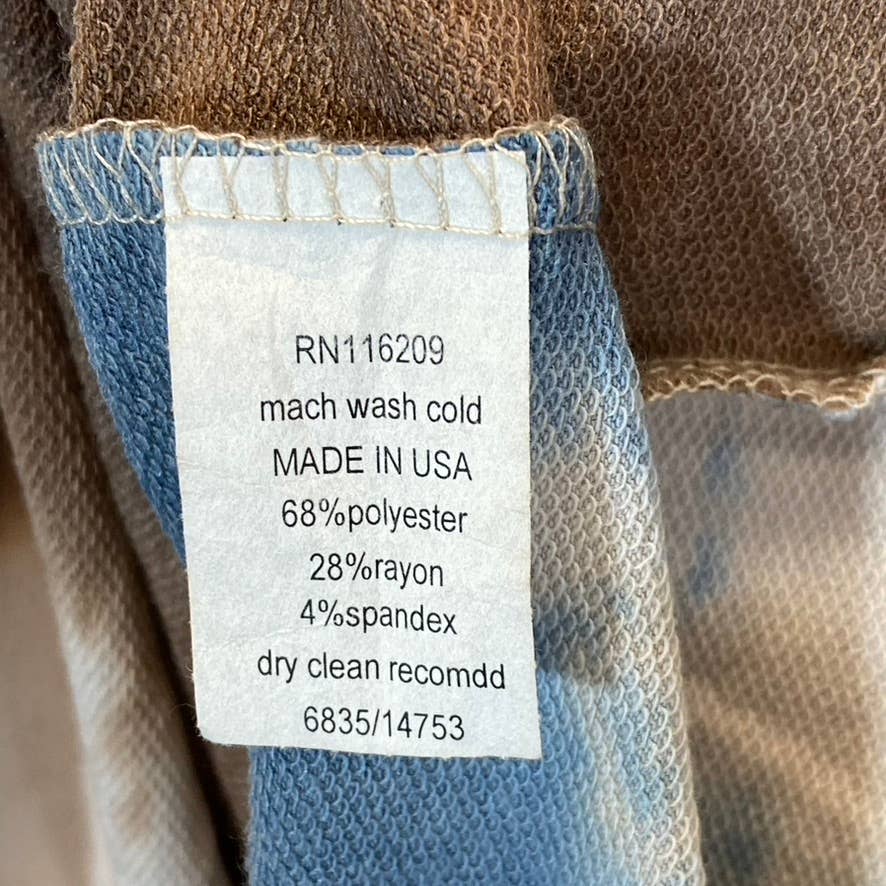 RN116209
mach wash cold
MADE IN USA
68%polyester
28%rayon
4%spandex
dry clean recomdd
6835/14753